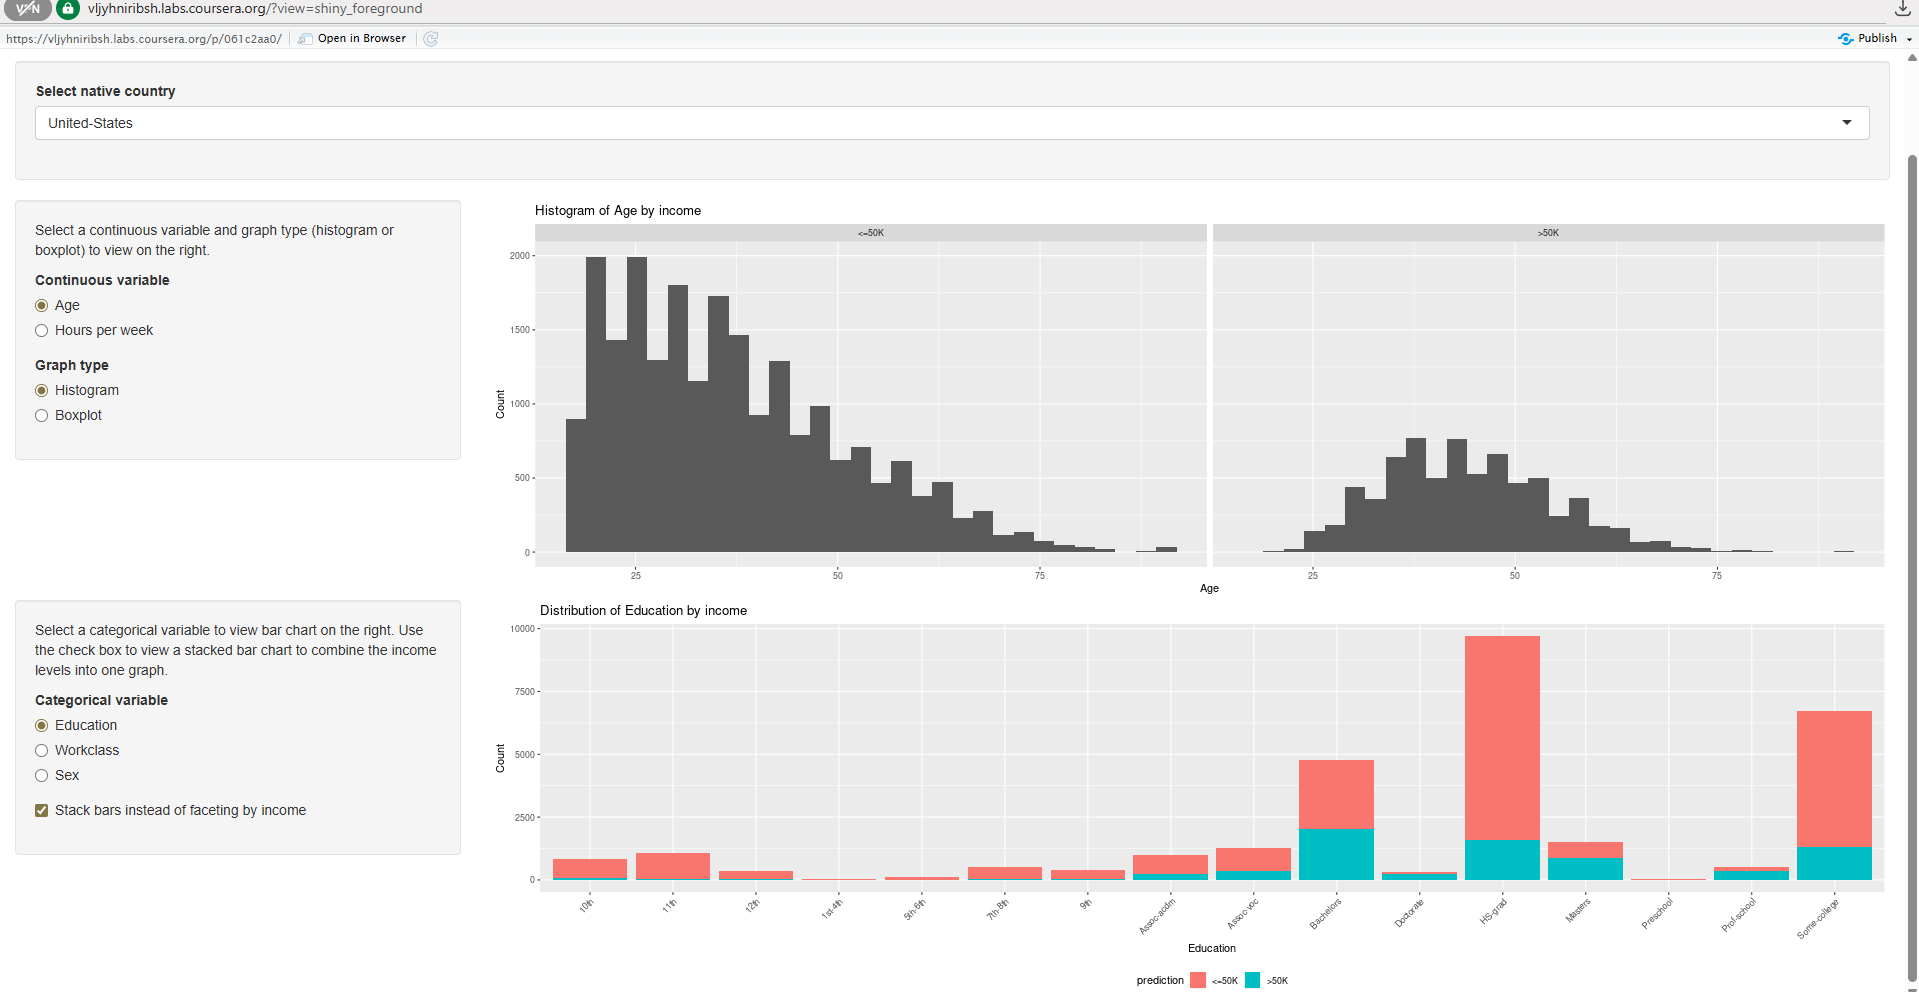 VPN
vljyhniribsh.labs.coursera.org/?view=shiny_foreground
https://vljyhniribsh.labs.coursera.org/p/061c2aa0/
Open in Browser
Publish
Select native country
United-States
Select a continuous variable and graph type (histogram or
boxplot) to view on the right.
Continuous variable
Age
Hours per week
Graph type
Histogram
Boxplot
Histogram of Age by income
<=50K
>50K
Count
2000
1500
1000
500
0
25
50
75
25
50
75
Age
Select a categorical variable to view bar chart on the right. Use
the check box to view a stacked bar chart to combine the income
levels into one graph.
Categorical variable
Education
Workclass
Sex
Stack bars instead of faceting by income
Distribution of Education by income
Count
10000
7500
5000
2500
0
10th
11th
12th
1st-4th
5th-6th
7th-8th
9th
Assoc-acdm
Assoc-voc
Bachelors
Doctorate
HS-grad
Masters
Preschool
Prof-school
Some-college
Education
prediction
<=50K
>50K